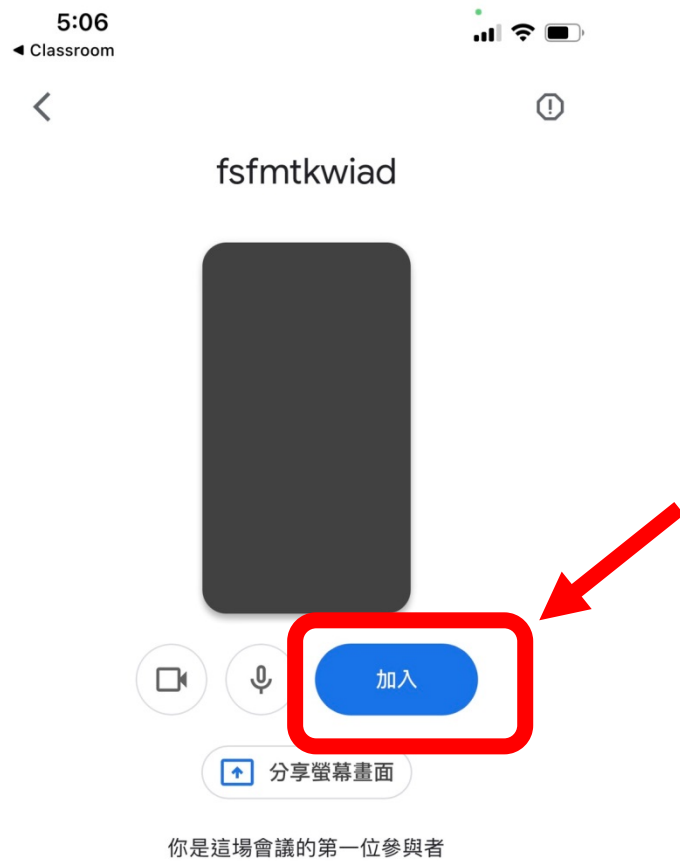 5:06
◀ Classroom
fsfmtkwiad
加入
分享螢幕畫面
你是這場會議的第一位參與者